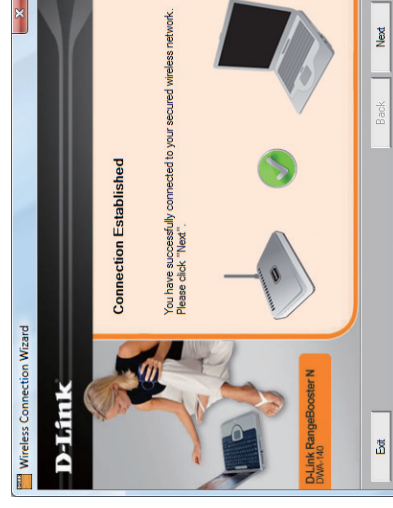 Wireless Connection Wizard
D-Link
Connection Established
You have successfully connected to your secured wireless network.
Please click "Next".
D-Link RangeBooster N
DWA-140
Exit
Back
Next